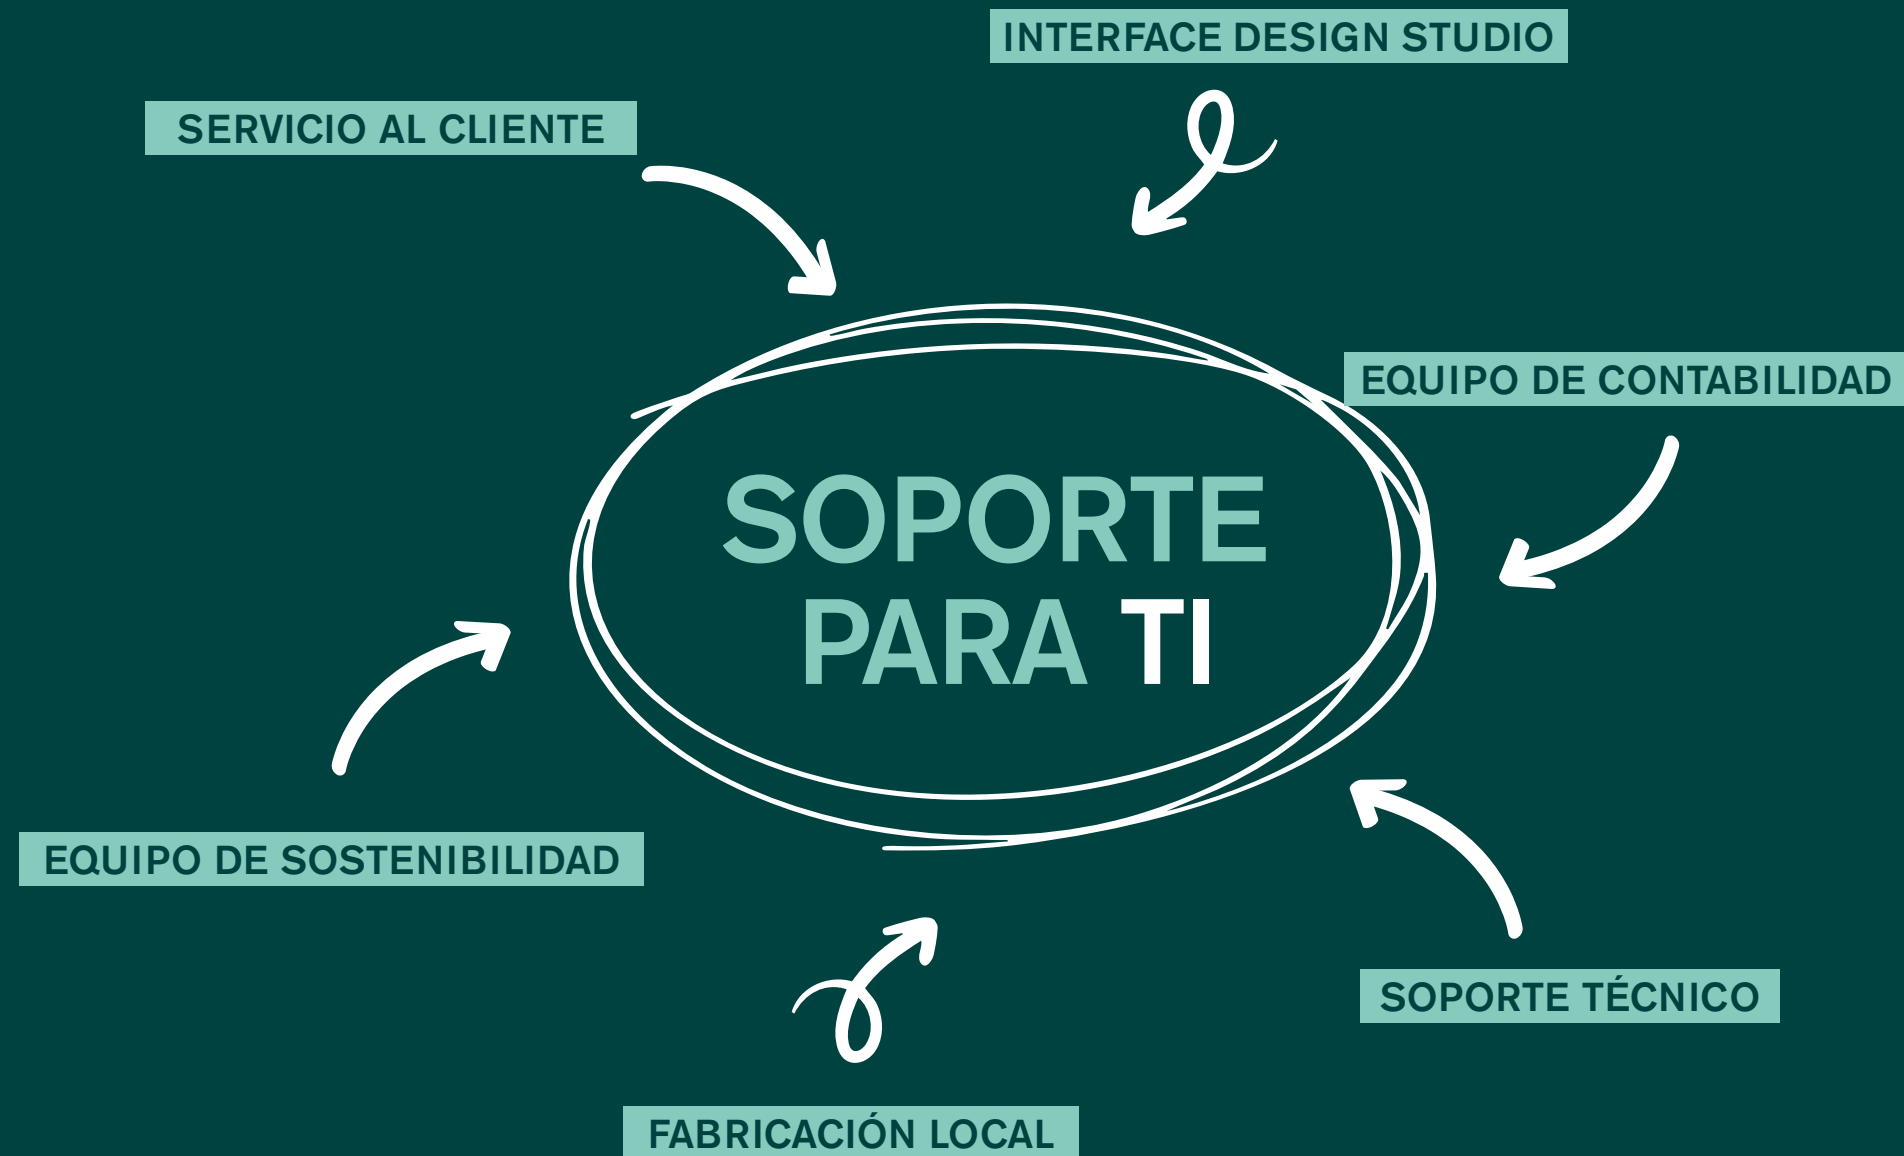 INTERFACE DESIGN STUDIO
SERVICIO AL CLIENTE
EQUIPO DE CONTABILIDAD
SOPORTE
PARA TI
EQUIPO DE SOSTENIBILIDAD
SOPORTE TÉCNICO
FABRICACIÓN LOCAL